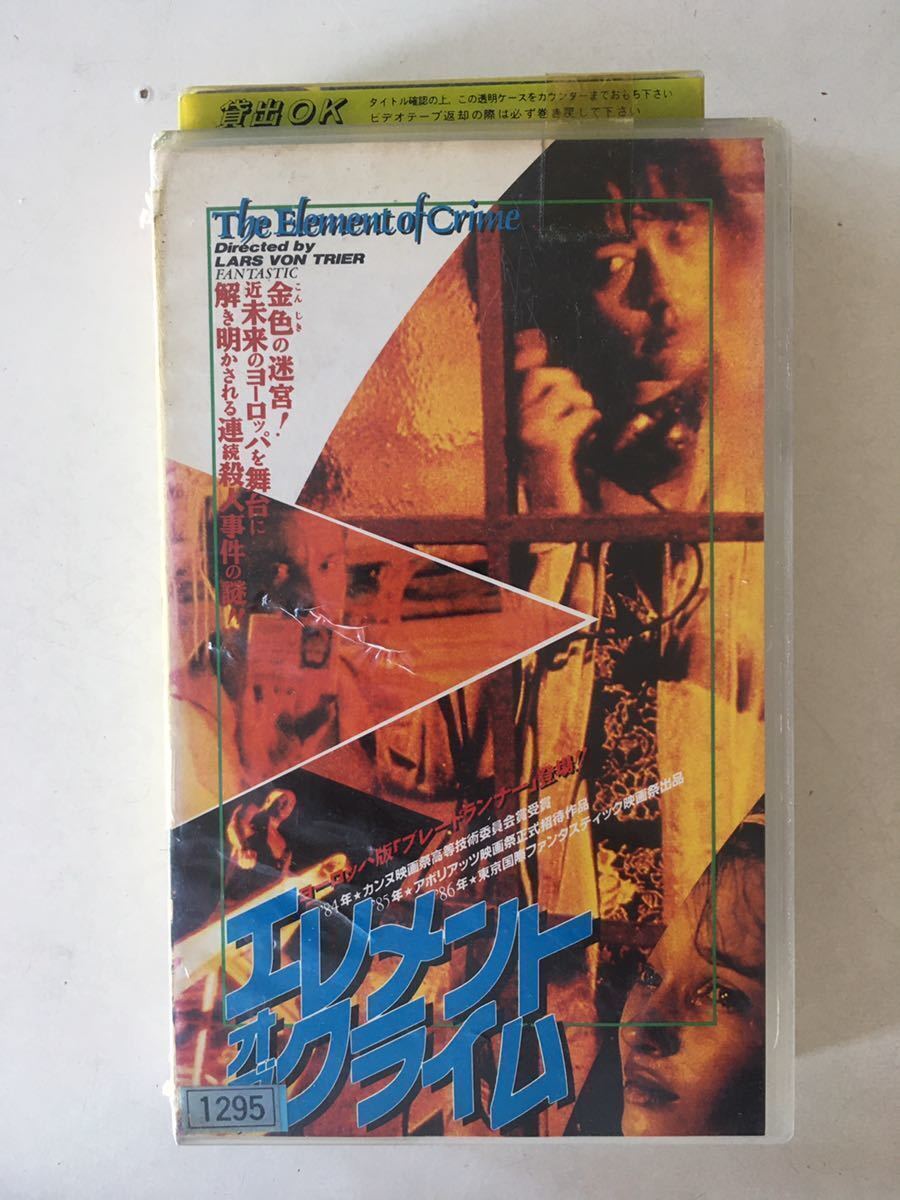 貸出OK
タイトル確認の上、この透明ケースをカウンターまでおもち下さい
ビデオテープ返却の際は必ず巻き戻して下さい
The Element of Crime
Directed by
LARS VON TRIER
FANTASTIC
金色の迷宮!
こんじき
近未来のヨーロッパを舞台に
解き明かされる連続殺人事件の謎
ヨーロッパ版「ブレードランナー」登場!
'84年★カンヌ映画祭高等技術委員会賞受賞
'85年★アボリアッツ映画祭正式招待作品
'86年★東京国際ファンタスティック映画祭出品
エレメント
オブ
クライム
1295